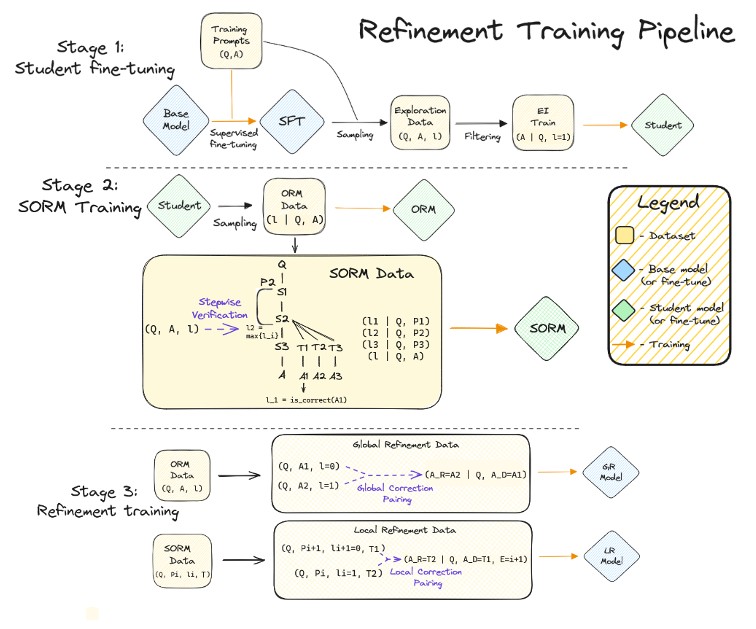 Refinement Training Pipeline
Stage 1:
Student fine-tuning
Training
Prompts
(Q,A)
Base
Model
Supervised
fine-tuning
SFT
Sampling
Exploration
Data
(Q, A, l)
Filtering
EI
Train
(A | Q, l=1)
Student
Stage 2:
SORM Training
Student
Sampling
ORM
Data
(l | Q, A)
ORM
SORM Data
Q
P2
S1
Stepwise
Verification
(Q, A, l)
S2
l2 =
max{l_i}
S3
T1 T2 T3
A
A1 A2 A3
l_1 = is_correct(A1)
(l1 | Q, P1)
(l2 | Q, P2)
(l3 | Q, P3)
(l | Q, A)
SORM
Legend
- Dataset
- Base model
(or fine-tune)
- Student model
(or fine-tune)
- Training
Stage 3:
Refinement training
ORM
Data
(Q, A, l)
Global Refinement Data
(Q, A1, l=0)
(Q, A2, l=1)
Global Correction
Pairing
(A_R=A2 | Q, A_D=A1)
GR
Model
SORM
Data
(Q, Pi, li, T)
Local Refinement Data
(Q, Pi+1, li+1=0, T1)
(Q, Pi, li=1, T2)
Local Correction
Pairing
(A_R=T2 | Q, A_D=T1, E=i+1)
LR
Model